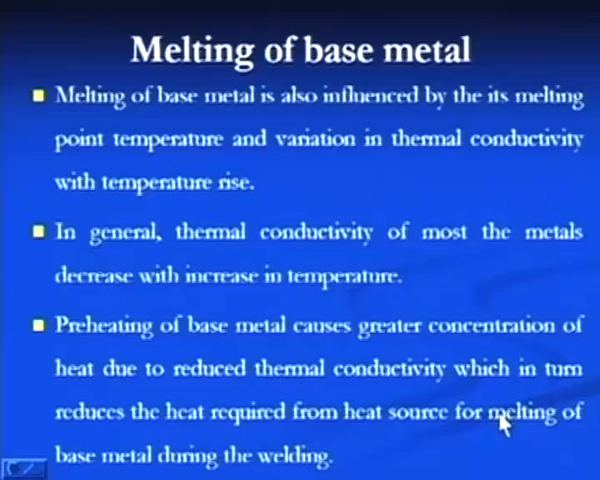 Melting of base metal
Melting of base metal is also influenced by the its melting
point temperature and variation in thermal conductivity
with temperature rise.
In general, thermal conductivity of most the metals
decrease with increase in temperature.
Preheating of base metal causes greater concentration of
heat due to reduced thermal conductivity which in turn
reduces the heat required from heat source for melting of
base metal during the welding.